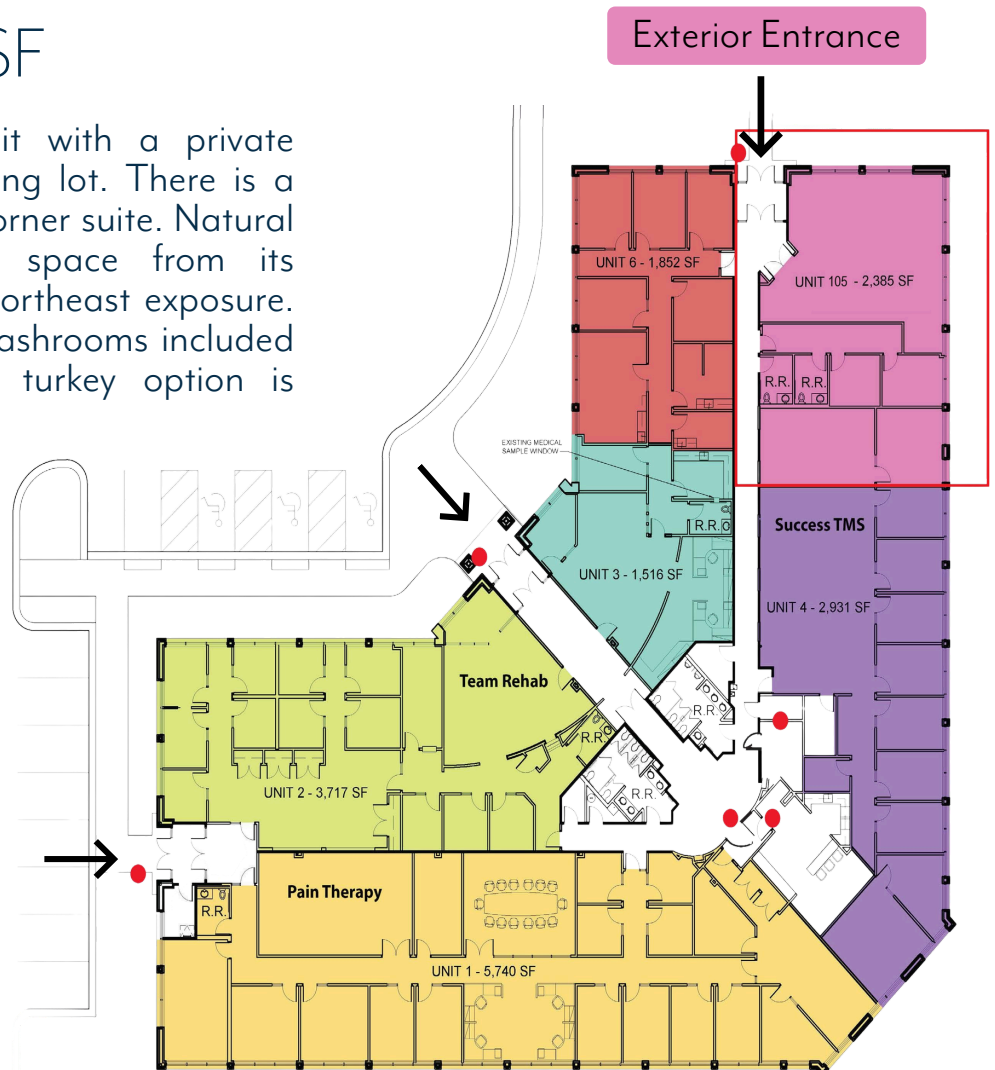 SF
Exterior Entrance
it with a private
ing lot. There is a
orner suite. Natural
space from its
ortheast exposure.
ashrooms included
turkey option is
UNIT 6 - 1,852 SF
UNIT 105 - 2,385 SF
R.R.
R.R.
EXISTING MEDICAL
SAMPLE WINDOW
R.R.
Success TMS
UNIT 3 - 1,516 SF
UNIT 4 - 2,931 SF
Team Rehab
R.R.
R.R.
UNIT 2 - 3,717 SF
R.R.
Pain Therapy
R.R.
UNIT 1 - 5,740 SF